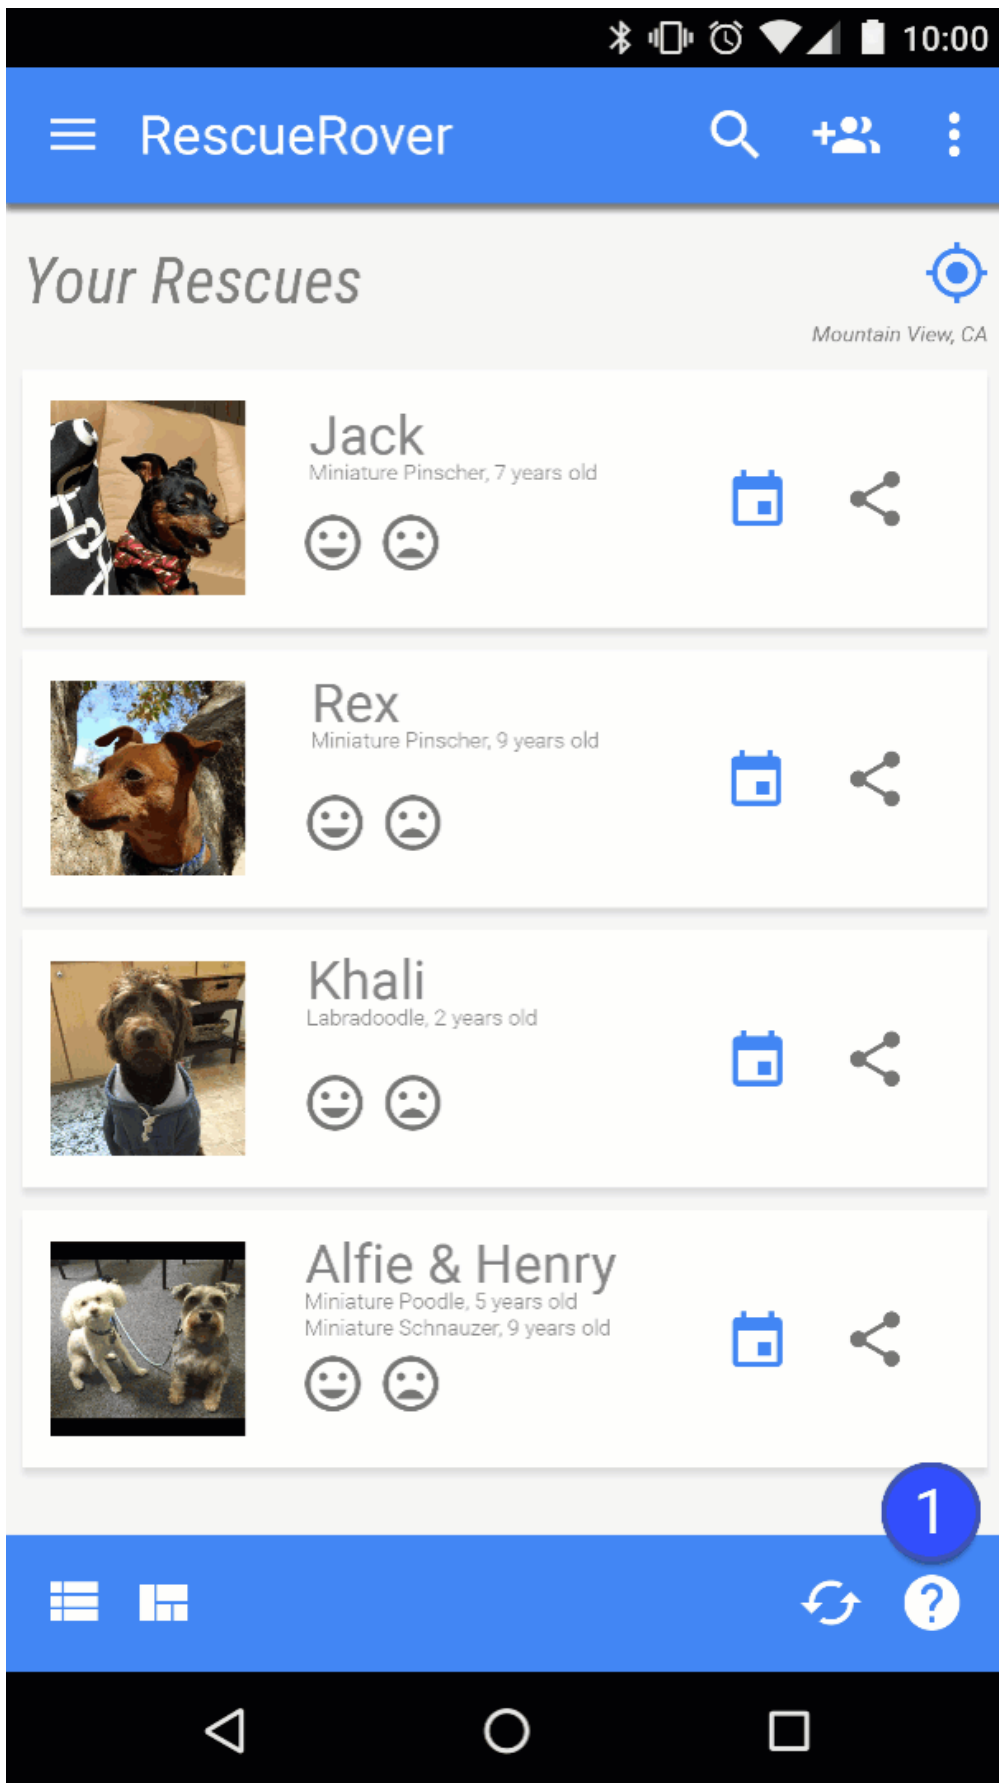 10:00
RescueRover
Your Rescues
Mountain View, CA
Jack
Miniature Pinscher, 7 years old
Rex
Miniature Pinscher, 9 years old
Khali
Labradoodle, 2 years old
Alfie & Henry
Miniature Poodle, 5 years old
Miniature Schnauzer, 9 years old
1
?